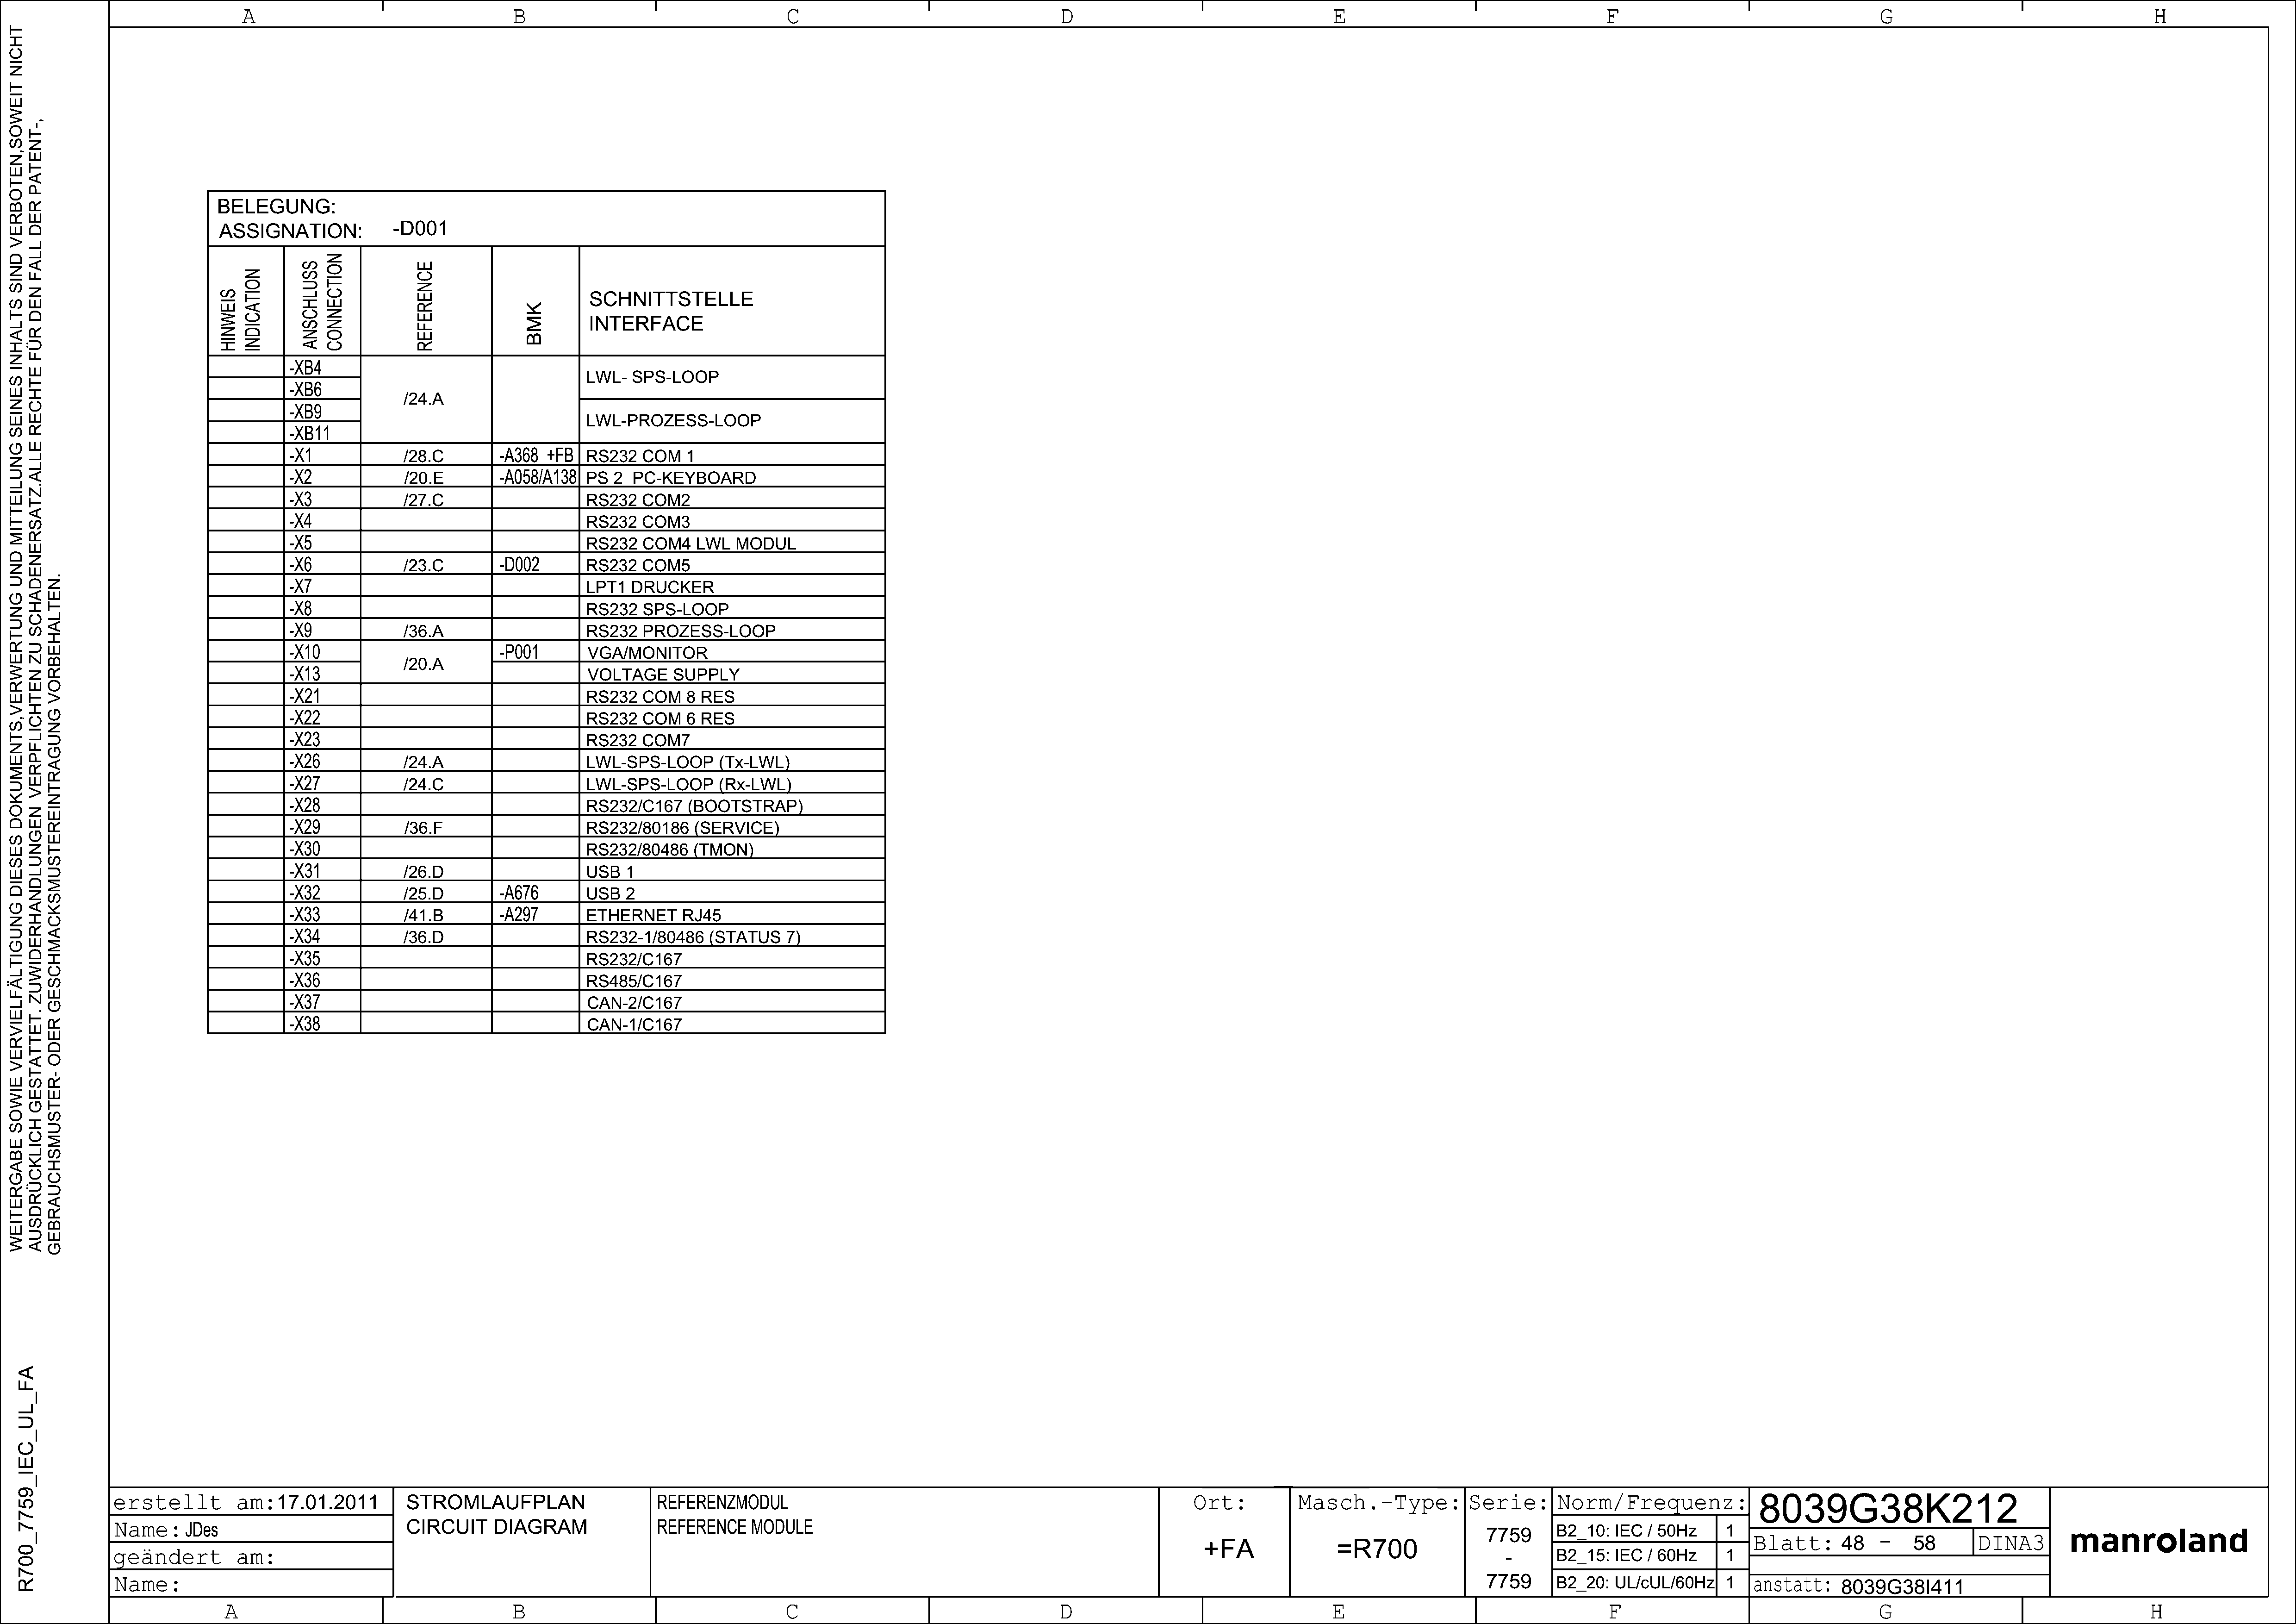 A B C D E F G H
WEITERGABE SOWIE VERVIELFÄLTIGUNG DIESES DOKUMENTS,VERWERTUNG UND MITTEILUNG SEINES INHALTS SIND VERBOTEN,SOWEIT NICHT
AUSDRÜCKLICH GESTATTET. ZUWIDERHANDLUNGEN VERPFLICHTEN ZU SCHADENERSATZ.ALLE RECHTE FÜR DEN FALL DER PATENT-,
GEBRAUCHSMUSTER- ODER GESCHMACKSMUSTEREINTRAGUNG VORBEHALTEN.
R700_7759_IEC_UL_FA
BELEGUNG:
ASSIGNATION: -D001
HINWEIS
INDICATION
ANSCHLUSS
CONNECTION
REFERENCE
BMK
SCHNITTSTELLE
INTERFACE
-XB4
-XB6
-XB9
-XB11
/24.A
LWL- SPS-LOOP
LWL-PROZESS-LOOP
-X1 /28.C -A368 +FB RS232 COM 1
-X2 /20.E -A058/A138 PS 2 PC-KEYBOARD
-X3 /27.C RS232 COM2
-X4 RS232 COM3
-X5 RS232 COM4 LWL MODUL
-X6 /23.C -D002 RS232 COM5
-X7 LPT1 DRUCKER
-X8 RS232 SPS-LOOP
-X9 /36.A RS232 PROZESS-LOOP
-X10 /20.A -P001 VGA/MONITOR
-X13 VOLTAGE SUPPLY
-X21 RS232 COM 8 RES
-X22 RS232 COM 6 RES
-X23 RS232 COM7
-X26 /24.A LWL-SPS-LOOP (Tx-LWL)
-X27 /24.C LWL-SPS-LOOP (Rx-LWL)
-X28 RS232/C167 (BOOTSTRAP)
-X29 /36.F RS232/80186 (SERVICE)
-X30 RS232/80486 (TMON)
-X31 /26.D USB 1
-X32 /25.D -A676 USB 2
-X33 /41.B -A297 ETHERNET RJ45
-X34 /36.D RS232-1/80486 (STATUS 7)
-X35 RS232/C167
-X36 RS485/C167
-X37 CAN-2/C167
-X38 CAN-1/C167
erstellt am:17.01.2011
Name: JDes
geändert am:
Name:
STROMLAUFPLAN
CIRCUIT DIAGRAM
REFERENZMODUL
REFERENCE MODULE
Ort:
+FA
Masch.-Type:
=R700
Serie:
7759
-
7759
Norm/Frequenz:
B2_10: IEC / 50Hz 1
B2_15: IEC / 60Hz 1
B2_20: UL/cUL/60Hz 1
8039G38K212
Blatt: 48 - 58 DINA3
anstatt: 8039G38I411
manroland
A B C D E F G H